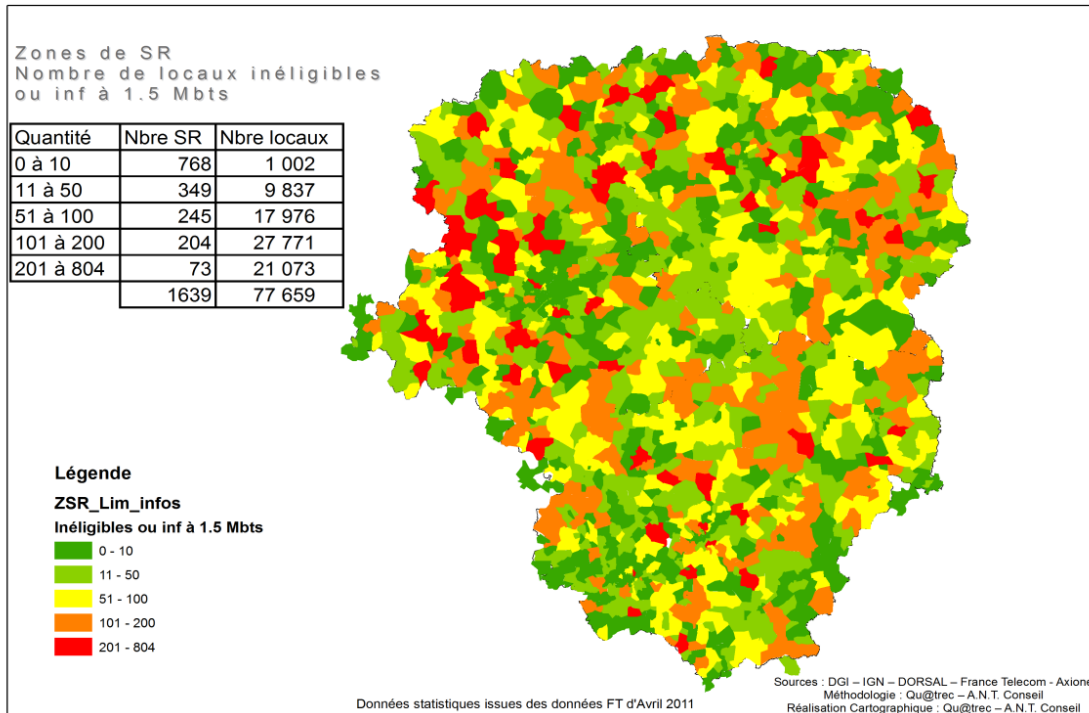 Zones de SR
Nombre de locaux inéligibles
ou inf à 1.5 Mbts
Quantité Nbre SR Nbre locaux
0 à 10 768 1 002
11 à 50 349 9 837
51 à 100 245 17 976
101 à 200 204 27 771
201 à 804 73 21 073
1639 77 659
Légende
ZSR_Lim_infos
Inéligibles ou inf à 1.5 Mbts
0 - 10
11 - 50
51 - 100
101 - 200
201 - 804
Données statistiques issues des données FT d'Avril 2011
Sources : DGI – IGN – DORSAL – France Telecom - Axione
Méthodologie : Qu@trec – A.N.T. Conseil
Réalisation Cartographique : Qu@trec – A.N.T. Conseil